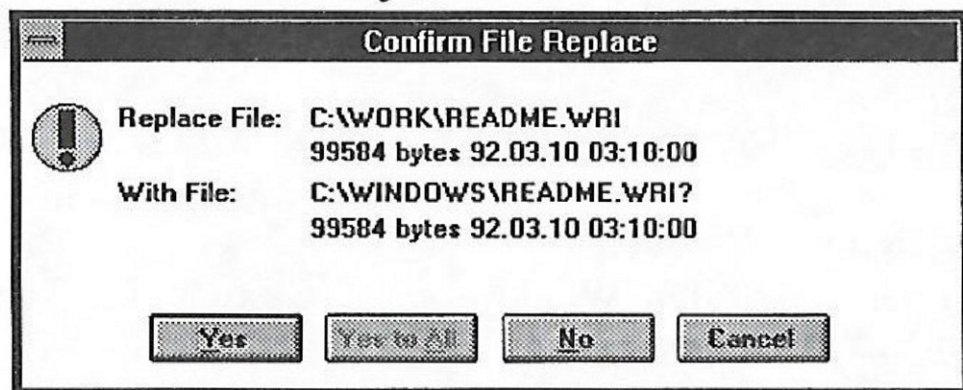 Confirm File Replace
Replace File: C:\WORK\README.WRI
99584 bytes 92.03.10 03:10:00
With File: C:\WINDOWS\README.WRI?
99584 bytes 92.03.10 03:10:00
Yes Yes to All No Cancel